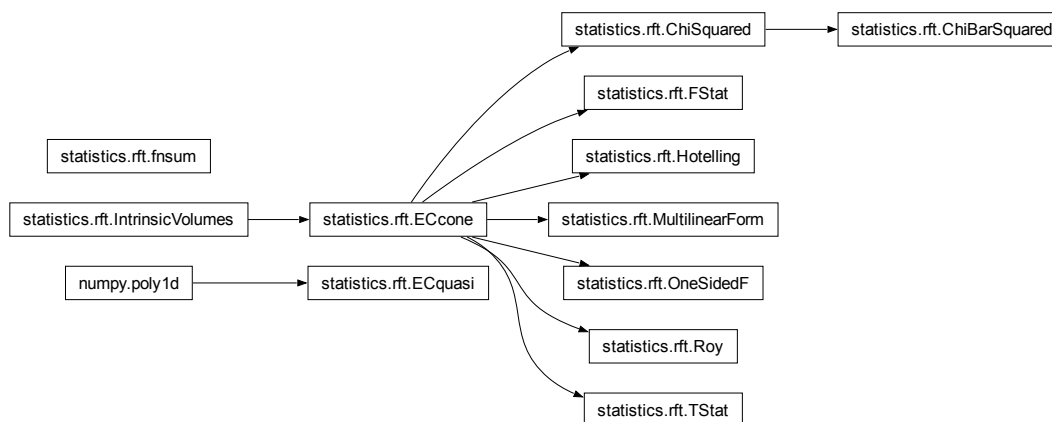 statistics.rft.ChiSquared
statistics.rft.ChiBarSquared
statistics.rft.FStat
statistics.rft.fnsum
statistics.rft.Hotelling
statistics.rft.IntrinsicVolumes
statistics.rft.ECcone
statistics.rft.MultilinearForm
numpy.poly1d
statistics.rft.ECquasi
statistics.rft.OneSidedF
statistics.rft.Roy
statistics.rft.TStat